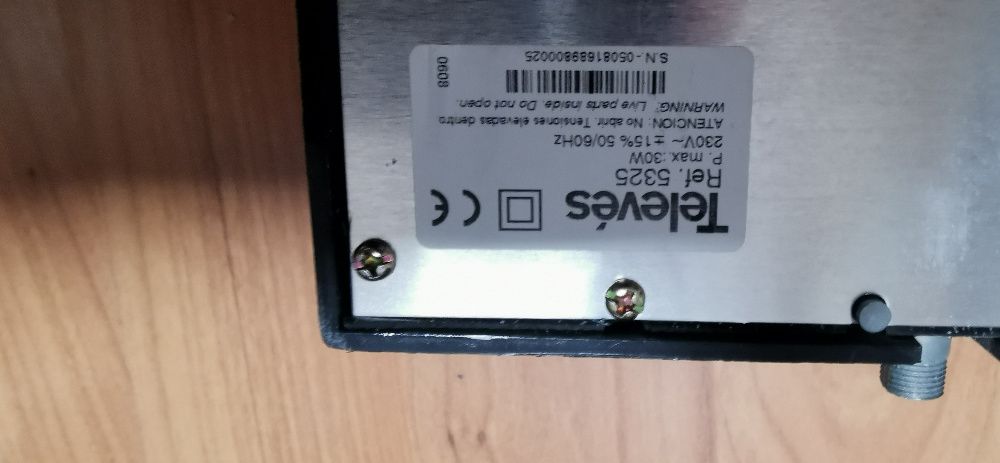 Televés
Ref. 5325
P. max.:30W
230V~ ±15% 50/60Hz
ATENCION: No abrir. Tensiones elevadas dentro
WARNING: Live parts inside. Do not open.
S.N.- 050816898000025
0608